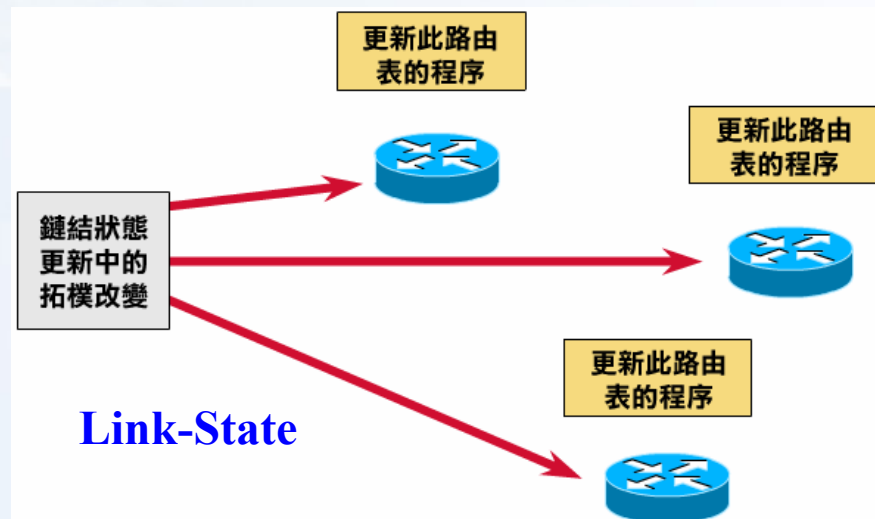 更新此路由
表的程序
更新此路由
表的程序
鏈結狀態
更新中的
拓樸改變
更新此路由
表的程序
Link-State